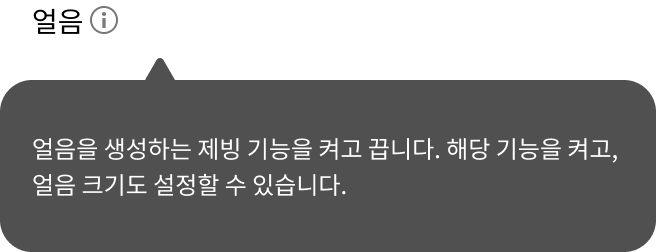 얼음
얼음을 생성하는 제빙 기능을 켜고 끕니다. 해당 기능을 켜고,
얼음 크기도 설정할 수 있습니다.